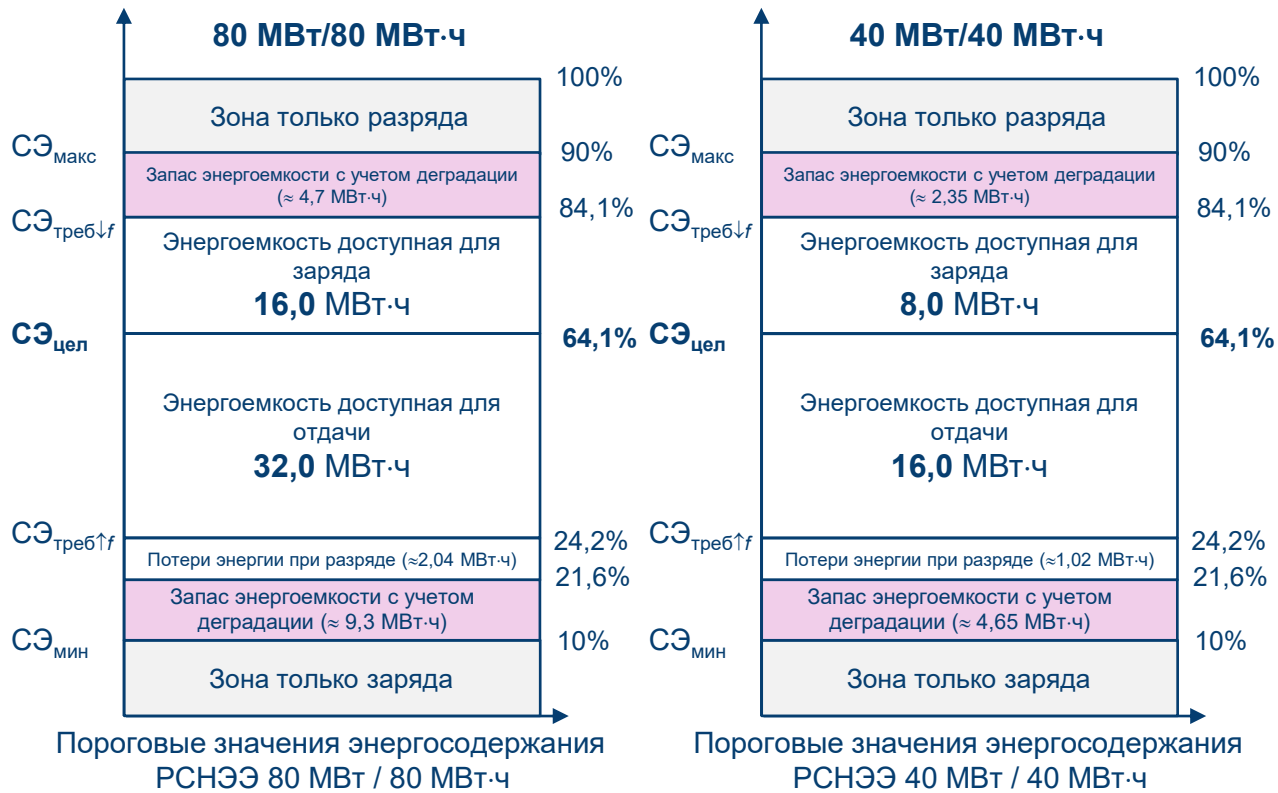 80 МВт/80 МВт·ч
100%
Зона только разряда
СЭмакс
90%
Запас энергоемкости с учетом деградации
(≈ 4,7 МВт·ч)
84,1%
СЭтреб↓f
Энергоемкость доступная для
заряда
16,0 МВт·ч
СЭцел
64,1%
Энергоемкость доступная для
отдачи
32,0 МВт·ч
СЭтреб↑f
24,2%
Потери энергии при разряде (≈2,04 МВт·ч)
21,6%
Запас энергоемкости с учетом
деградации (≈ 9,3 МВт·ч)
СЭмин
10%
Зона только заряда
Пороговые значения энергосодержания
РСНЭЭ 80 МВт / 80 МВт·ч
40 МВт/40 МВт·ч
100%
Зона только разряда
СЭмакс
90%
Запас энергоемкости с учетом деградации
(≈ 2,35 МВт·ч)
84,1%
СЭтреб↓f
Энергоемкость доступная для
заряда
8,0 МВт·ч
СЭцел
64,1%
Энергоемкость доступная для
отдачи
16,0 МВт·ч
СЭтреб↑f
24,2%
Потери энергии при разряде (≈1,02 МВт·ч)
21,6%
Запас энергоемкости с учетом
деградации (≈ 4,65 МВт·ч)
СЭмин
10%
Зона только заряда
Пороговые значения энергосодержания
РСНЭЭ 40 МВт / 40 МВт·ч